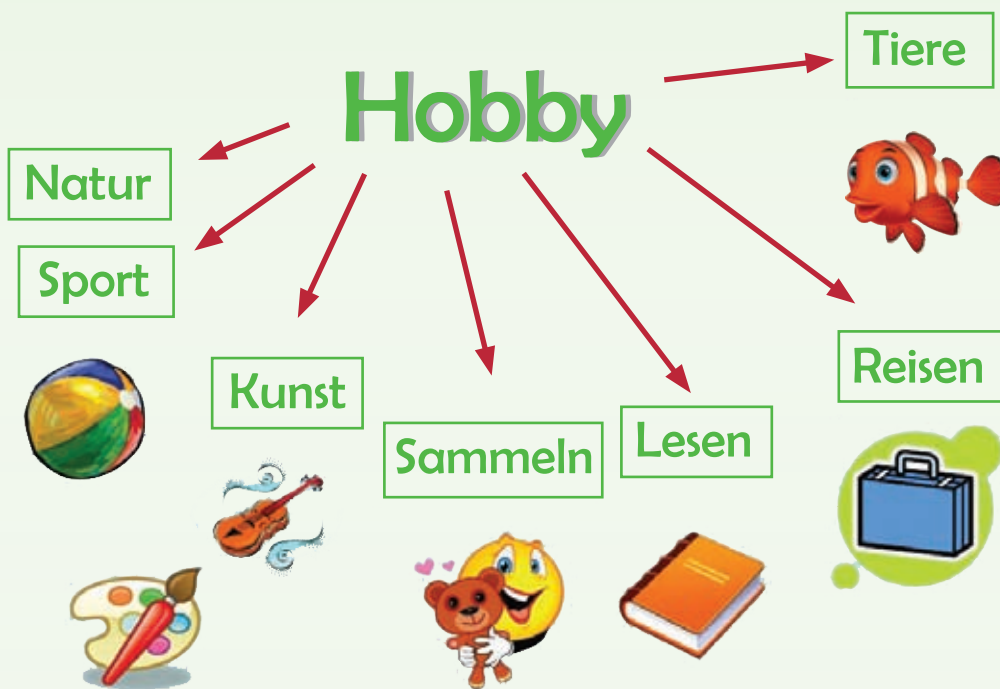 Hobby
Tiere
Natur
Sport
Kunst
Sammeln
Lesen
Reisen